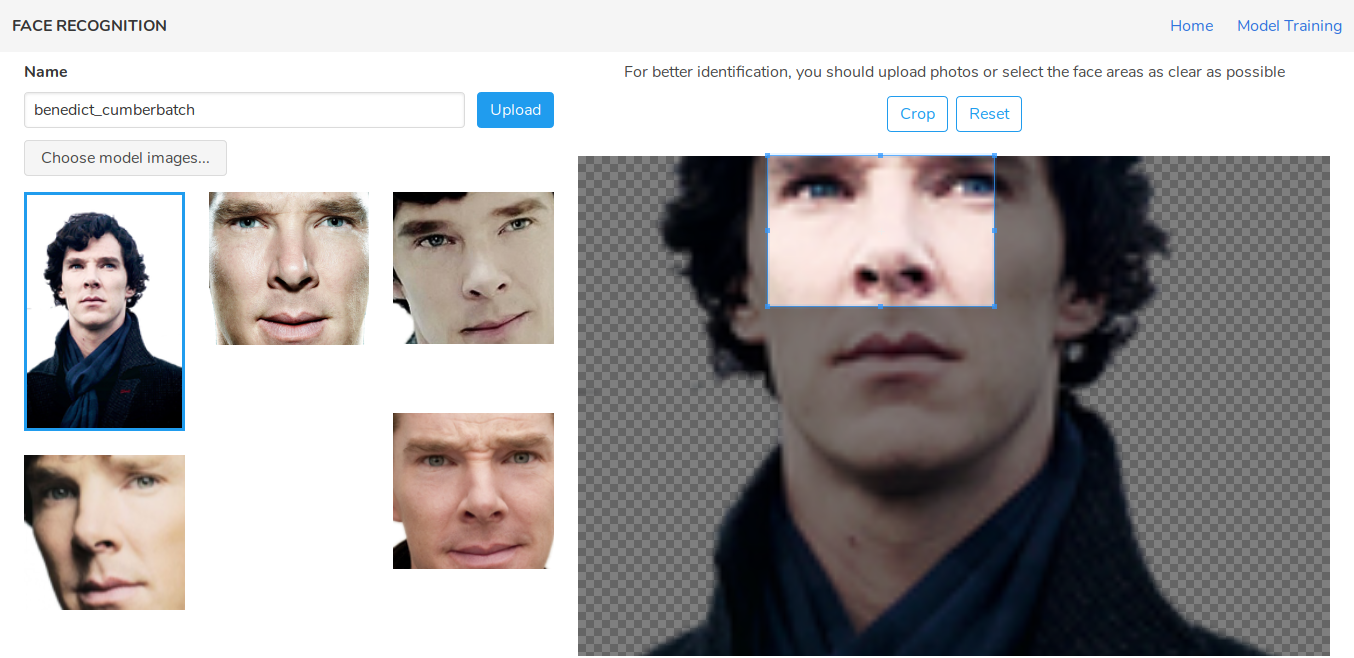 FACE RECOGNITION
Home
Model Training
Name
benedict_cumberbatch
Upload
Choose model images...
For better identification, you should upload photos or select the face areas as clear as possible
Crop
Reset